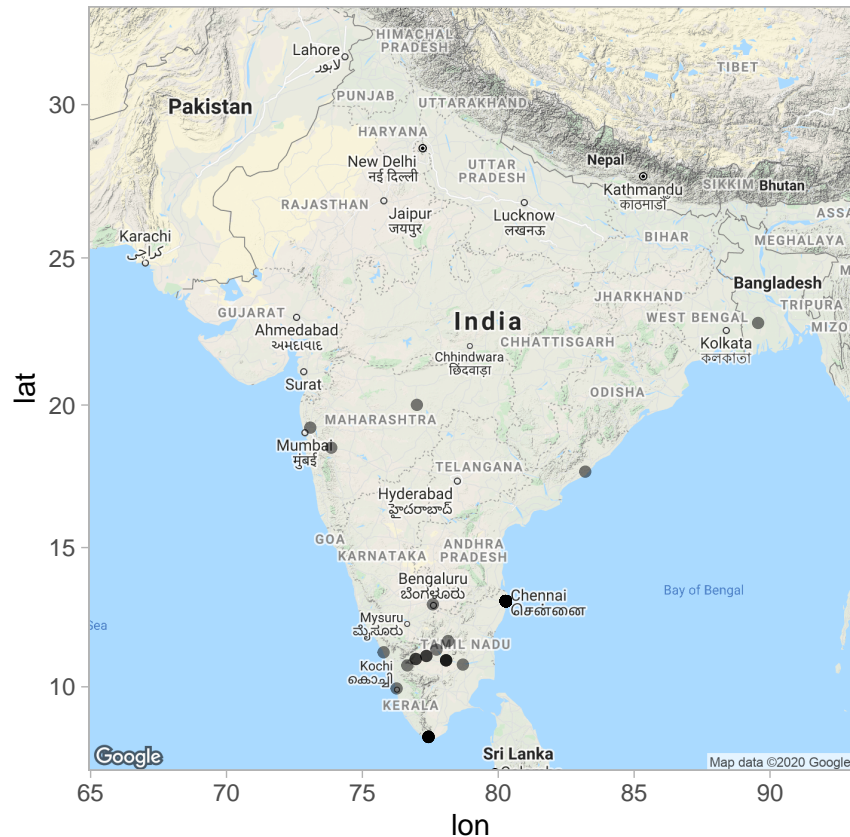 HIMACHAL
PRADESH
Lahore
لاہور
TIBET
PUNJAB
UTTARAKHAND
Pakistan
30
HARYANA
New Delhi
नई दिल्ली
Nepal
UTTAR
PRADESH
Kathmandu
काठमाडौँ
SIKKIM
Bhutan
RAJASTHAN
Jaipur
जयपुर
Lucknow
लखनऊ
ASSA
Karachi
کراچی
BIHAR
MEGHALAYA
25
Bangladesh
JHARKHAND
TRIPURA
GUJARAT
India
WEST BENGAL
MIZO
Ahmedabad
અમદાવાદ
CHHATTISGARH
Kolkata
কলকাতা
Chhindwara
छिंदवाड़ा
Surat
ODISHA
20
MAHARASHTRA
Mumbai
मुंबई
TELANGANA
Hyderabad
హైదరాబాద్
lat
GOA
15
KARNATAKA
ANDHRA
PRADESH
Bengaluru
ಬೆಂಗಳೂರು
Chennai
சென்னை
Bay of Bengal
Mysuru
ಮೈಸೂರು
Sea
TAMIL NADU
Kochi
കൊച്ചി
10
KERALA
Sri Lanka
Google
Map data ©2020 Google
65 70 75 80 85 90
lon